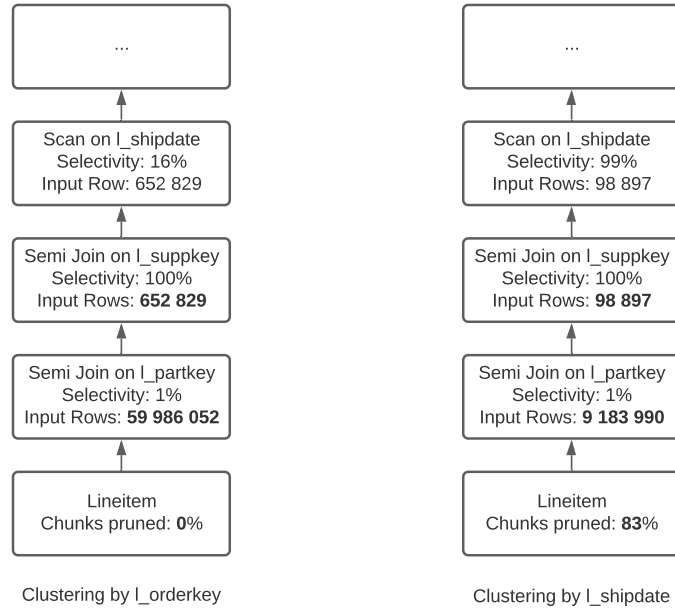 ...
Scan on l_shipdate
Selectivity: 16%
Input Row: 652 829
Semi Join on l_suppkey
Selectivity: 100%
Input Rows: 652 829
Semi Join on l_partkey
Selectivity: 1%
Input Rows: 59 986 052
Lineitem
Chunks pruned: 0%
Clustering by l_orderkey
...
Scan on l_shipdate
Selectivity: 99%
Input Rows: 98 897
Semi Join on l_suppkey
Selectivity: 100%
Input Rows: 98 897
Semi Join on l_partkey
Selectivity: 1%
Input Rows: 9 183 990
Lineitem
Chunks pruned: 83%
Clustering by l_shipdate